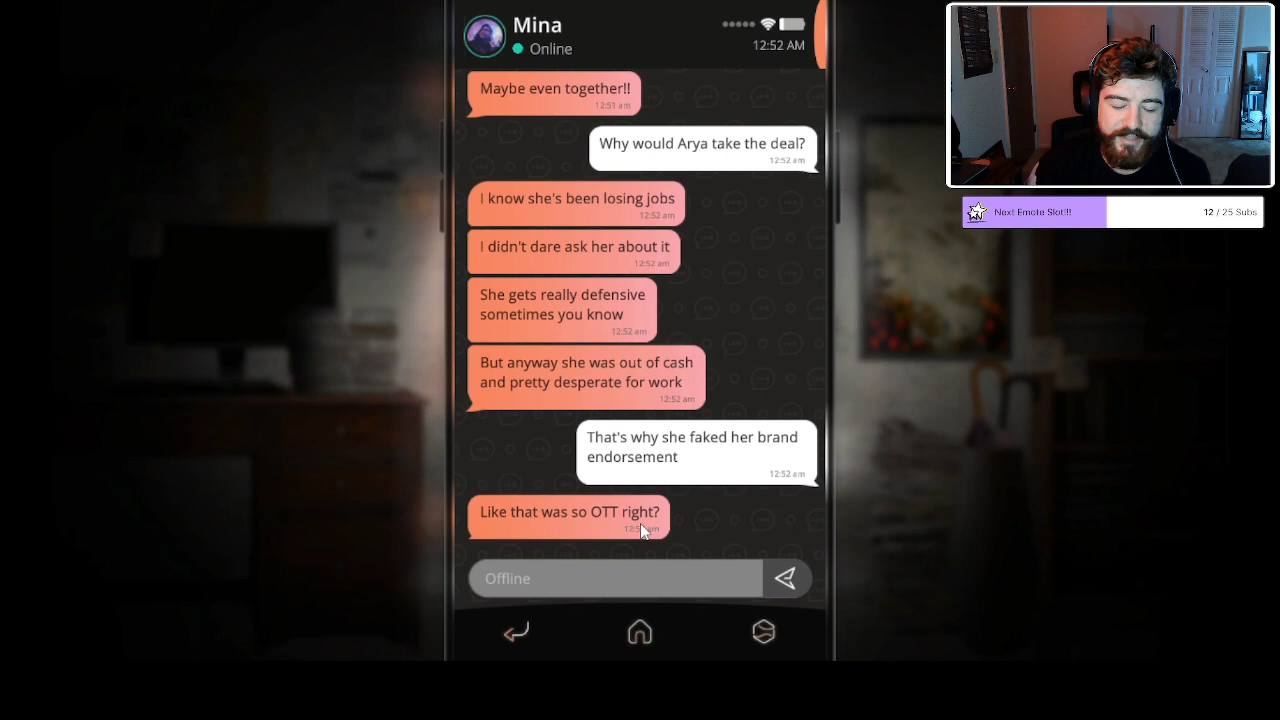 Mina
Online
12:52 AM
Maybe even together!!
12:51 am
Why would Arya take the deal?
12:52 am
I know she's been losing jobs
12:52 am
I didn't dare ask her about it
12:52 am
She gets really defensive
sometimes you know
12:52 am
But anyway she was out of cash
and pretty desperate for work
12:52 am
That's why she faked her brand
endorsement
12:52 am
Like that was so OTT right?
Offline
Next Emote Slot!!!
12 / 25 Subs